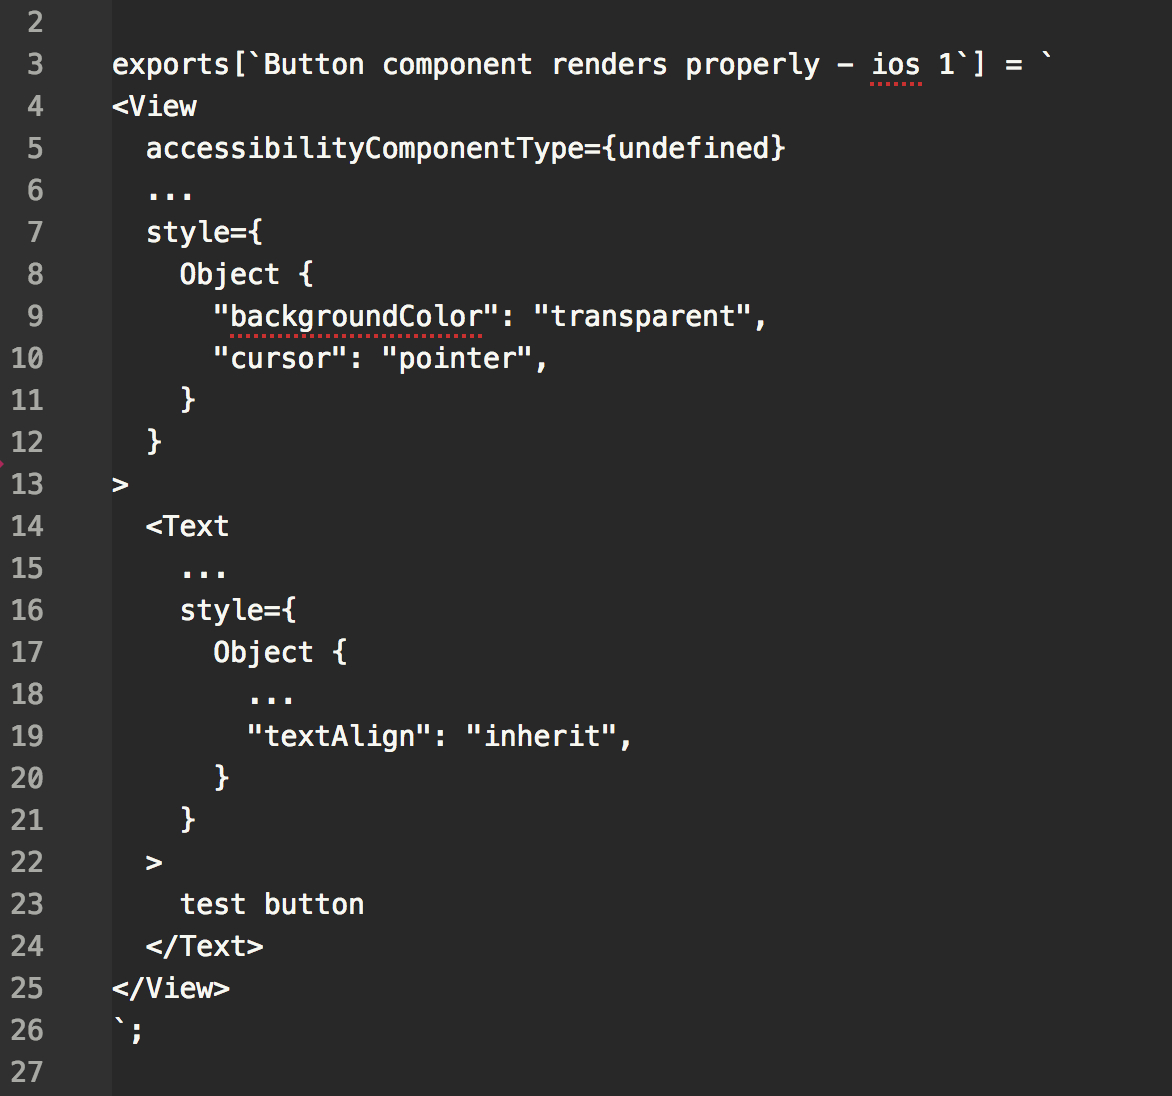 2
3 exports[`Button component renders properly – ios 1`] = `
4 <View
5   accessibilityComponentType={undefined}
6   ...
7   style={
8     Object {
9       "backgroundColor": "transparent",
10       "cursor": "pointer",
11     }
12   }
13 >
14   <Text
15     ...
16     style={
17       Object {
18         ...
19         "textAlign": "inherit",
20       }
21     }
22   >
23     test button
24   </Text>
25 </View>
26 `;
27